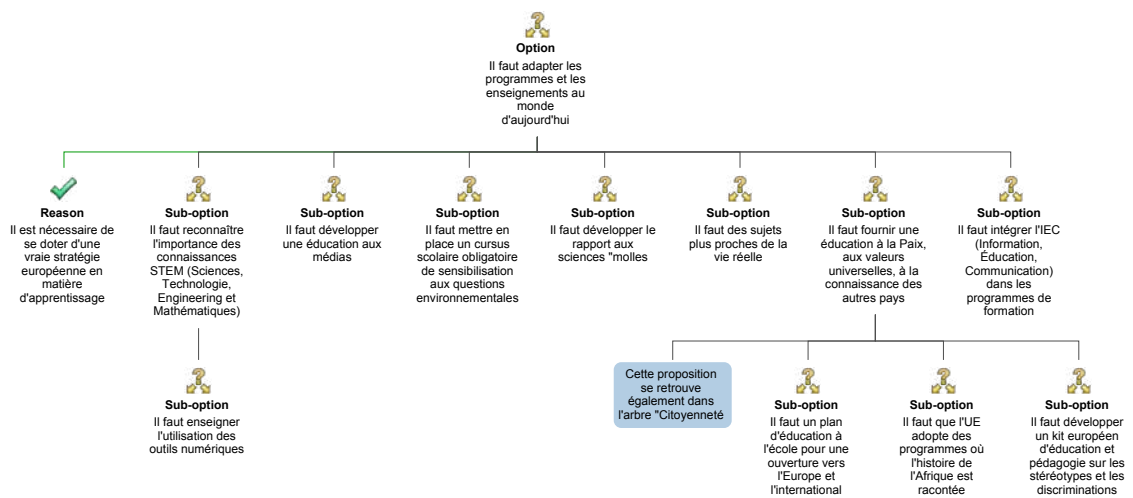 Option
Il faut adapter les
programmes et les
enseignements au
monde
d'aujourd'hui
Reason
Il est nécessaire de
se doter d'une
vraie stratégie
européenne en
matière
d'apprentissage
Sub-option
Il faut reconnaître
l'importance des
connaissances
STEM (Sciences,
Technologie,
Engineering et
Mathématiques)
Sub-option
Il faut développer
une éducation aux
médias
Sub-option
Il faut mettre en
place un cursus
scolaire obligatoire
de sensibilisation
aux questions
environnementales
Sub-option
Il faut développer le
rapport aux
sciences "molles
Sub-option
Il faut des sujets
plus proches de la
vie réelle
Sub-option
Il faut fournir une
éducation à la Paix,
aux valeurs
universelles, à la
connaissance des
autres pays
Sub-option
Il faut intégrer l'IEC
(Information,
Éducation,
Communication)
dans les
programmes de
formation
Sub-option
Il faut enseigner
l'utilisation des
outils numériques
Cette proposition
se retrouve
également dans
l'arbre "Citoyenneté
Sub-option
Il faut un plan
d'éducation à
l'école pour une
ouverture vers
l'Europe et
l'international
Sub-option
Il faut que l'UE
adopte des
programmes où
l'histoire de
l'Afrique est
racontée
Sub-option
Il faut développer
un kit européen
d'éducation et
pédagogie sur les
stéréotypes et les
discriminations